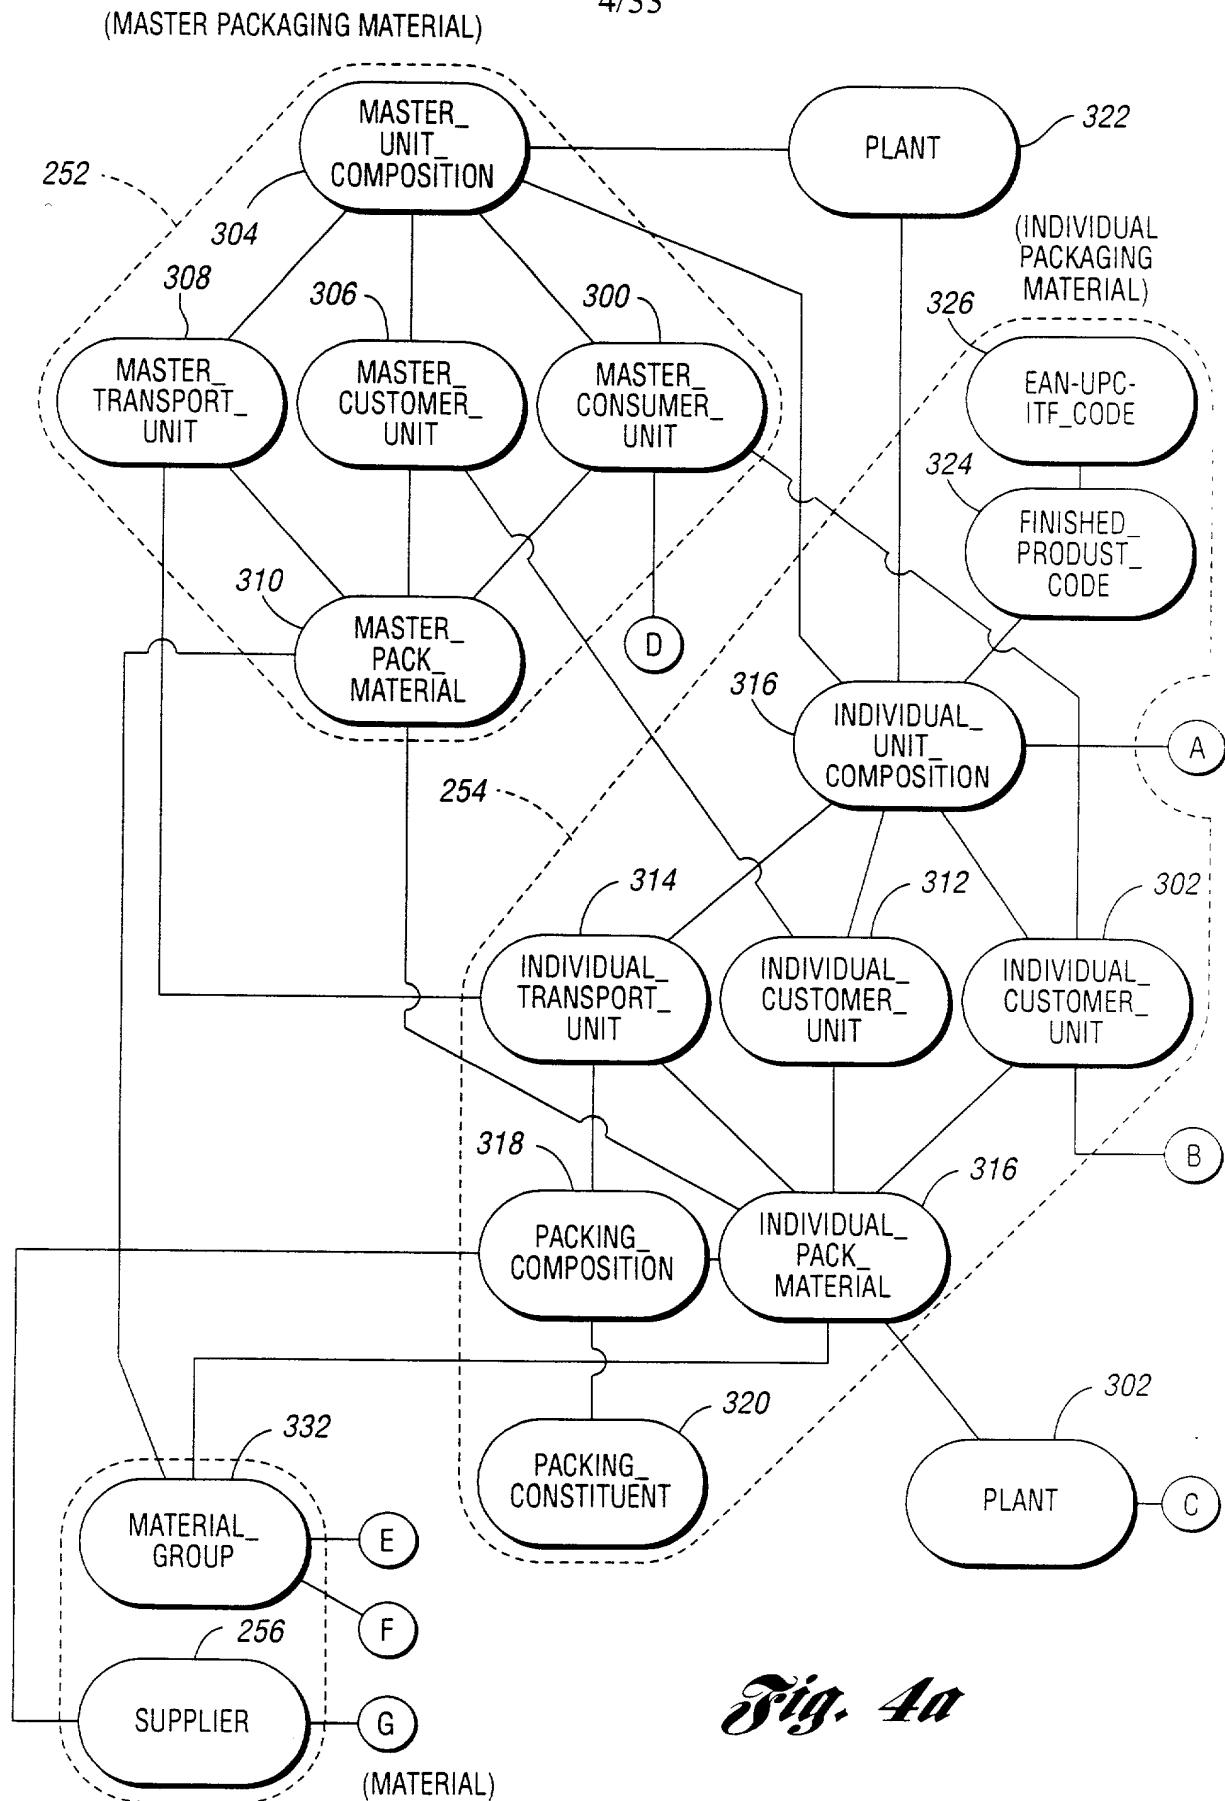 4/33
(MASTER PACKAGING MATERIAL)
MASTER_
UNIT_
COMPOSITION
304
252
PLANT
322
(INDIVIDUAL
PACKAGING
MATERIAL)
308
306
300
326
MASTER_
TRANSPORT_
UNIT
MASTER_
CUSTOMER_
UNIT
MASTER_
CONSUMER_
UNIT
EAN-UPC-
ITF_CODE
324
FINISHED_
PRODUST_
CODE
310
MASTER_
PACK_
MATERIAL
D
316
INDIVIDUAL_
UNIT_
COMPOSITION
A
254
314
312
302
INDIVIDUAL_
TRANSPORT_
UNIT
INDIVIDUAL_
CUSTOMER_
UNIT
INDIVIDUAL_
CUSTOMER_
UNIT
B
318
316
PACKING_
COMPOSITION
INDIVIDUAL_
PACK_
MATERIAL
320
PACKING_
CONSTITUENT
302
PLANT
C
332
MATERIAL_
GROUP
E
F
256
SUPPLIER
G
(MATERIAL)
Fig. 4a